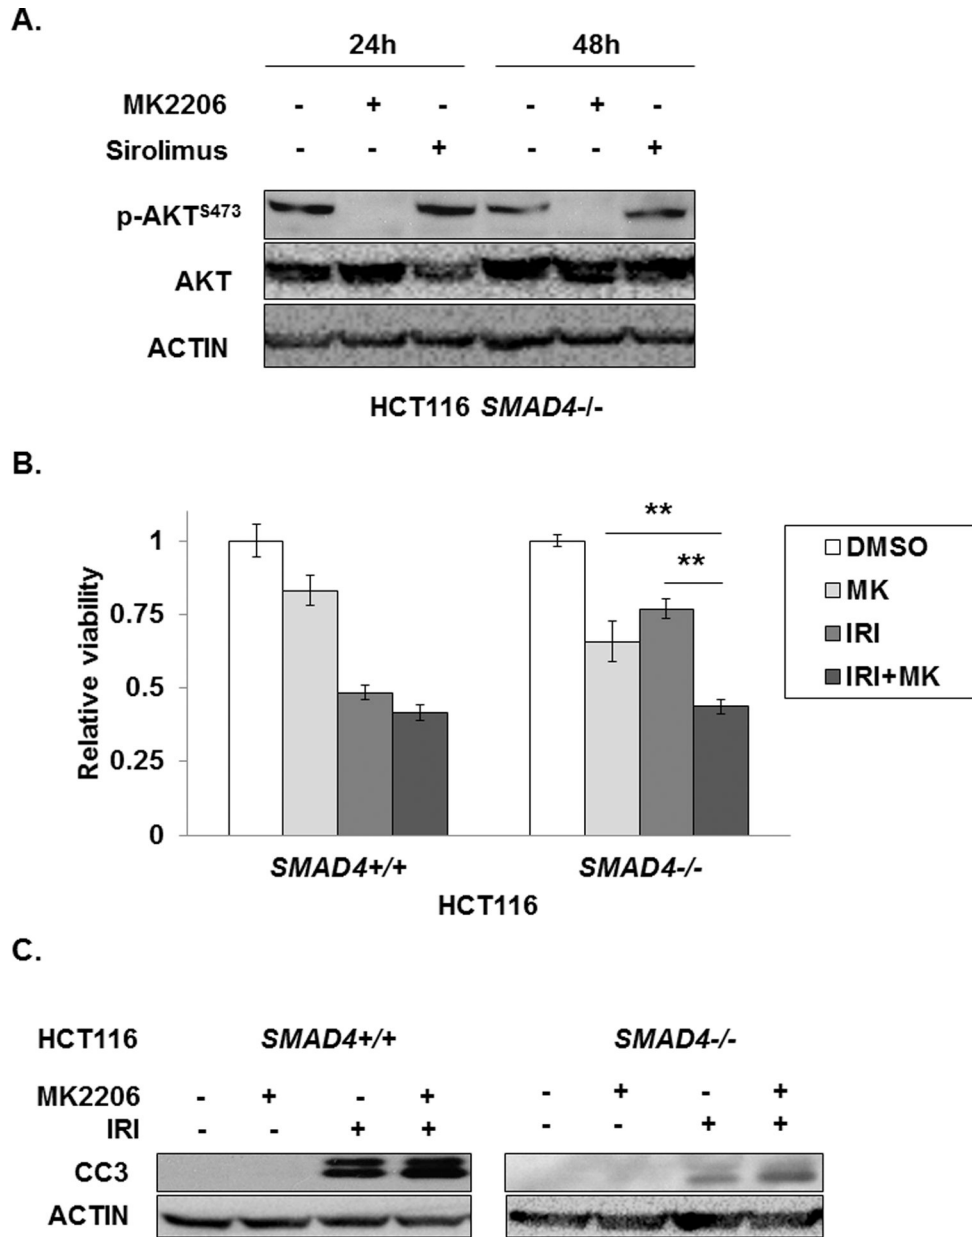 A.
24h 48h
MK2206 - + - - + -
Sirolimus - - + - - +
p-AKTS473
AKT
ACTIN
HCT116 SMAD4-/-
B.
** 
**
1
0.75
0.5
0.25
0
Relative viability
DMSO
MK
IRI
IRI+MK
SMAD4+/+ SMAD4-/-
HCT116
C.
HCT116 SMAD4+/+ SMAD4-/-
MK2206 - + - + - + - +
IRI - - + + - - + +
CC3
ACTIN